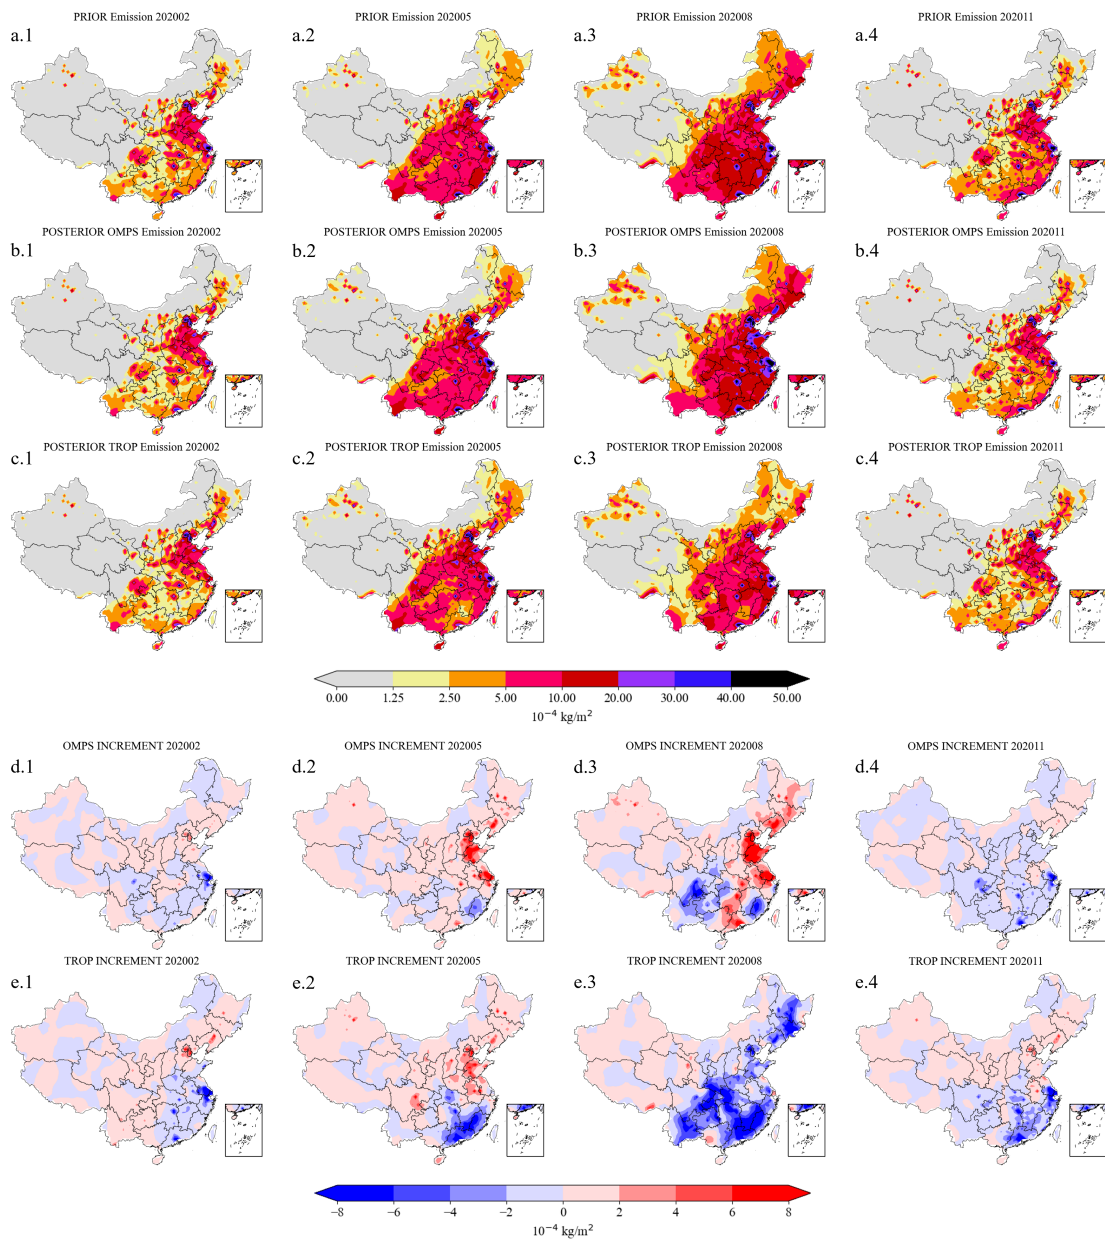 PRIOR Emission 202002 PRIOR Emission 202005 PRIOR Emission 202008 PRIOR Emission 202011
a.1 a.2 a.3 a.4
POSTERIOR OMPS Emission 202002 POSTERIOR OMPS Emission 202005 POSTERIOR OMPS Emission 202008 POSTERIOR OMPS Emission 202011
b.1 b.2 b.3 b.4
POSTERIOR TROP Emission 202002 POSTERIOR TROP Emission 202005 POSTERIOR TROP Emission 202008 POSTERIOR TROP Emission 202011
c.1 c.2 c.3 c.4
0.00 1.25 2.50 5.00 10.00 20.00 30.00 40.00 50.00
10⁻⁴ kg/m²
OMPS INCREMENT 202002 OMPS INCREMENT 202005 OMPS INCREMENT 202008 OMPS INCREMENT 202011
d.1 d.2 d.3 d.4
TROP INCREMENT 202002 TROP INCREMENT 202005 TROP INCREMENT 202008 TROP INCREMENT 202011
e.1 e.2 e.3 e.4
−8 −6 −4 −2 0 2 4 6 8
10⁻⁴ kg/m²